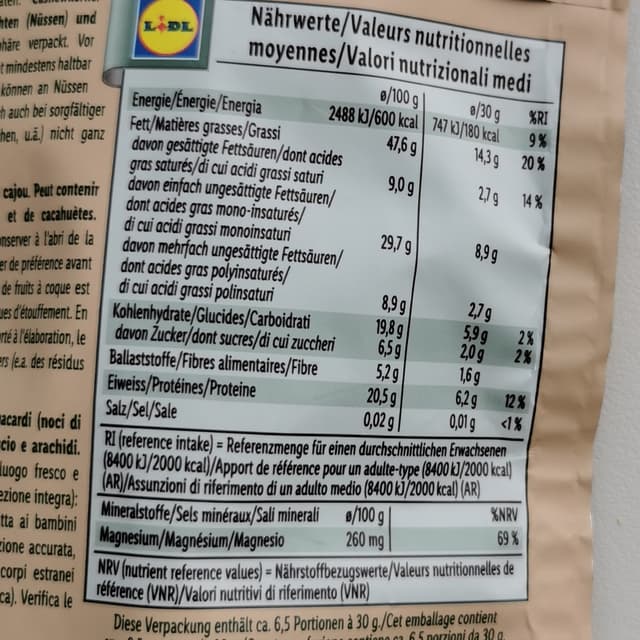 hten (Nüssen) und
häre verpackt. Vor
t mindestens haltbar
können an Nüssen
h auch bei sorgfältiger
hen, u.ä.) nicht ganz
cajou. Peut contenir
et de cacahuètes.
nserver à l'abri de la
er de préférence avant
de fruits à coque est
ues d'étouffement. En
rté à l'élaboration, le
ers (e.a. des résidus
acardi (noci di
cio e arachidi.
luogo fresco e
ezione integra):
tta ai bambini
zione accurata,
corpi estranei
ca). Verifica le
LIDL
Nährwerte/Valeurs nutritionnelles
moyennes/Valori nutrizionali medi
ø/100 g ø/30 g %RI
Energie/Énergie/Energia 2488 kJ/600 kcal 747 kJ/180 kcal 9 %
Fett/Matières grasses/Grassi 47,6 g 14,3 g 20 %
davon gesättigte Fettsäuren/dont acides
gras saturés/di cui acidi grassi saturi 9,0 g 2,7 g 14 %
davon einfach ungesättigte Fettsäuren/
dont acides gras mono-insaturés/
di cui acidi grassi monoinsaturi 29,7 g 8,9 g
davon mehrfach ungesättigte Fettsäuren/
dont acides gras polyinsaturés/
di cui acidi grassi polinsaturi 8,9 g 2,7 g
Kohlenhydrate/Glucides/Carboidrati 19,8 g 5,9 g 2 %
davon Zucker/dont sucres/di cui zuccheri 6,5 g 2,0 g 2 %
Ballaststoffe/Fibres alimentaires/Fibre 5,2 g 1,6 g
Eiweiss/Protéines/Proteine 20,5 g 6,2 g 12 %
Salz/Sel/Sale 0,02 g 0,01 g <1 %
RI (reference intake) = Referenzmenge für einen durchschnittlichen Erwachsenen
(8400 kJ/2000 kcal)/Apport de référence pour un adulte-type (8400 kJ/2000 kcal)
(AR)/Assunzioni di riferimento di un adulto medio (8400 kJ/2000 kcal) (AR)
Mineralstoffe/Sels minéraux/Sali minerali ø/100 g %NRV
Magnesium/Magnésium/Magnesio 260 mg 69 %
NRV (nutrient reference values) = Nährstoffbezugswerte/Valeurs nutritionnelles de
référence (VNR)/Valori nutritivi di riferimento (VNR)
Diese Verpackung enthält ca. 6,5 Portionen à 30 g./Cet emballage contient
6,5 porzioni da 30 g.